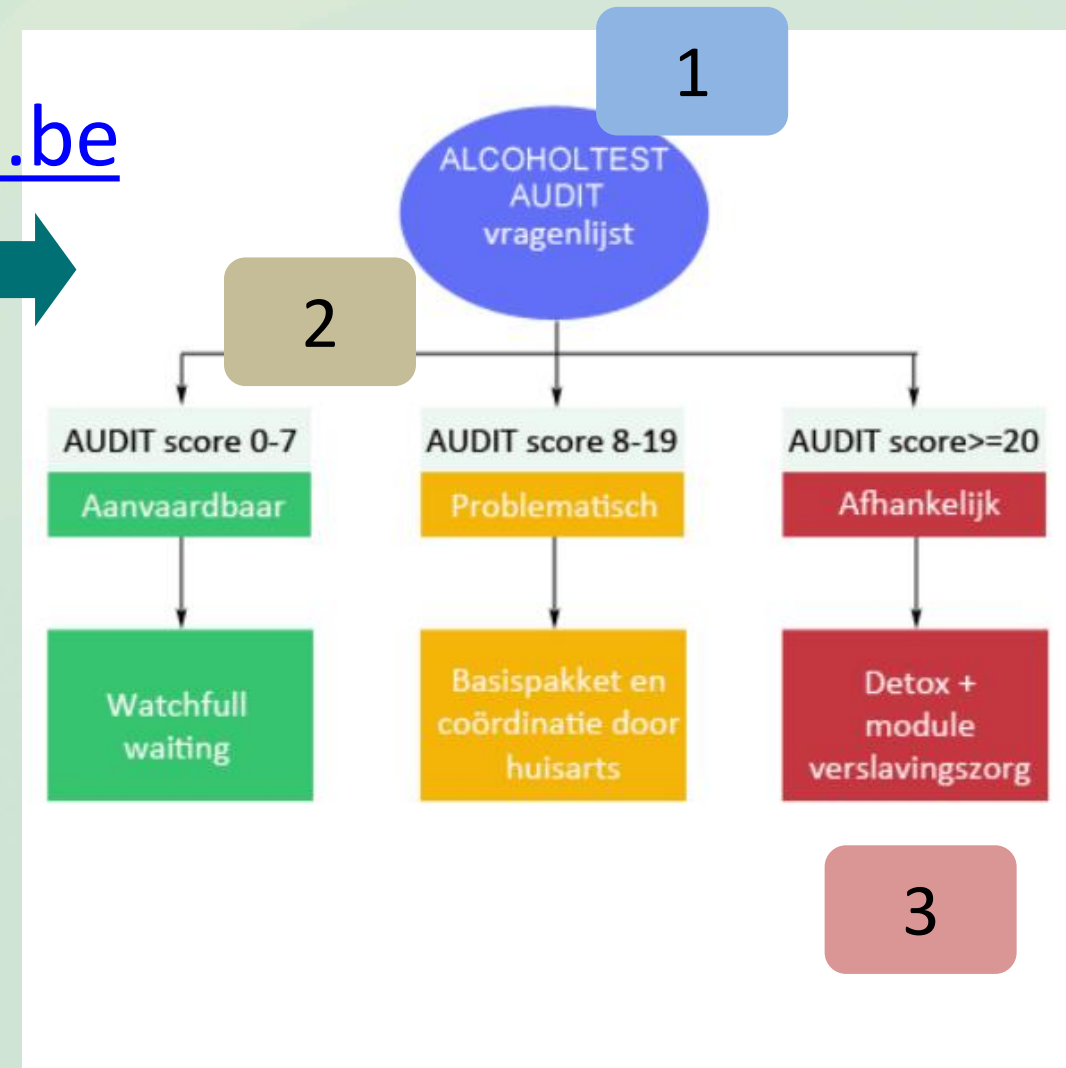 1
.be
ALCOHOLTEST
AUDIT
vragenlijst
2
AUDIT score 0-7
Aanvaardbaar
Watchfull
waiting
AUDIT score 8-19
Problematisch
Basispakket en
coördinatie door
huisarts
AUDIT score>=20
Afhankelijk
Detox +
module
verslavingszorg
3